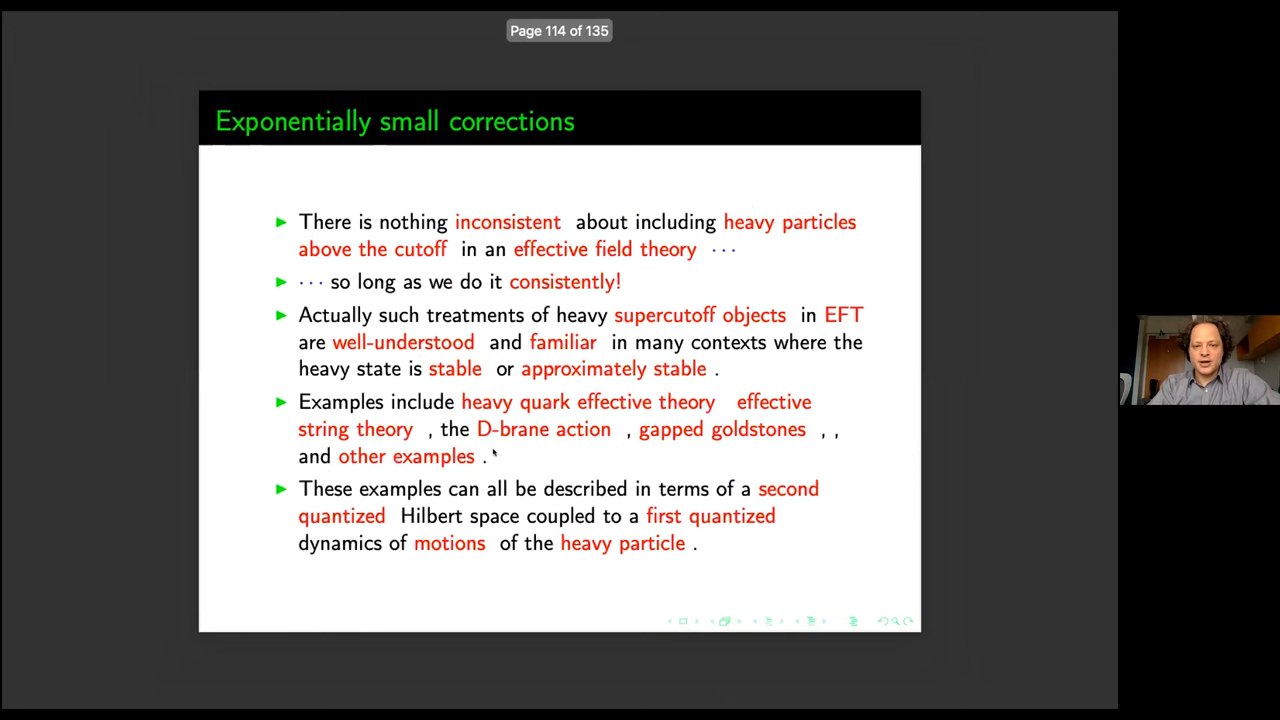 Page 114 of 135
Exponentially small corrections
There is nothing inconsistent about including heavy particles
above the cutoff in an effective field theory ···
··· so long as we do it consistently!
Actually such treatments of heavy supercutoff objects in EFT
are well-understood and familiar in many contexts where the
heavy state is stable or approximately stable .
Examples include heavy quark effective theory effective
string theory , the D-brane action , gapped goldstones , ,
and other examples .
These examples can all be described in terms of a second
quantized Hilbert space coupled to a first quantized
dynamics of motions of the heavy particle .